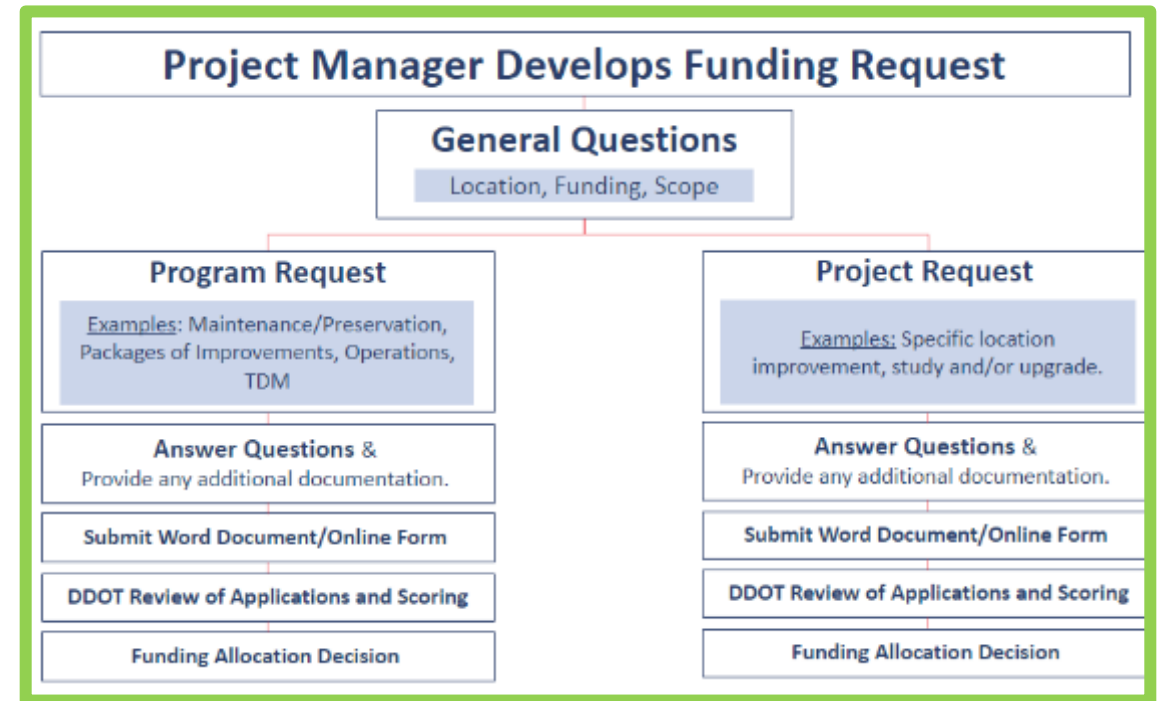 Project Manager Develops Funding Request
General Questions
Location, Funding, Scope
Program Request
Examples: Maintenance/Preservation,
Packages of Improvements, Operations,
TDM
Answer Questions &
Provide any additional documentation.
Submit Word Document/Online Form
DDOT Review of Applications and Scoring
Funding Allocation Decision
Project Request
Examples: Specific location
improvement, study and/or upgrade.
Answer Questions &
Provide any additional documentation.
Submit Word Document/Online Form
DDOT Review of Applications and Scoring
Funding Allocation Decision